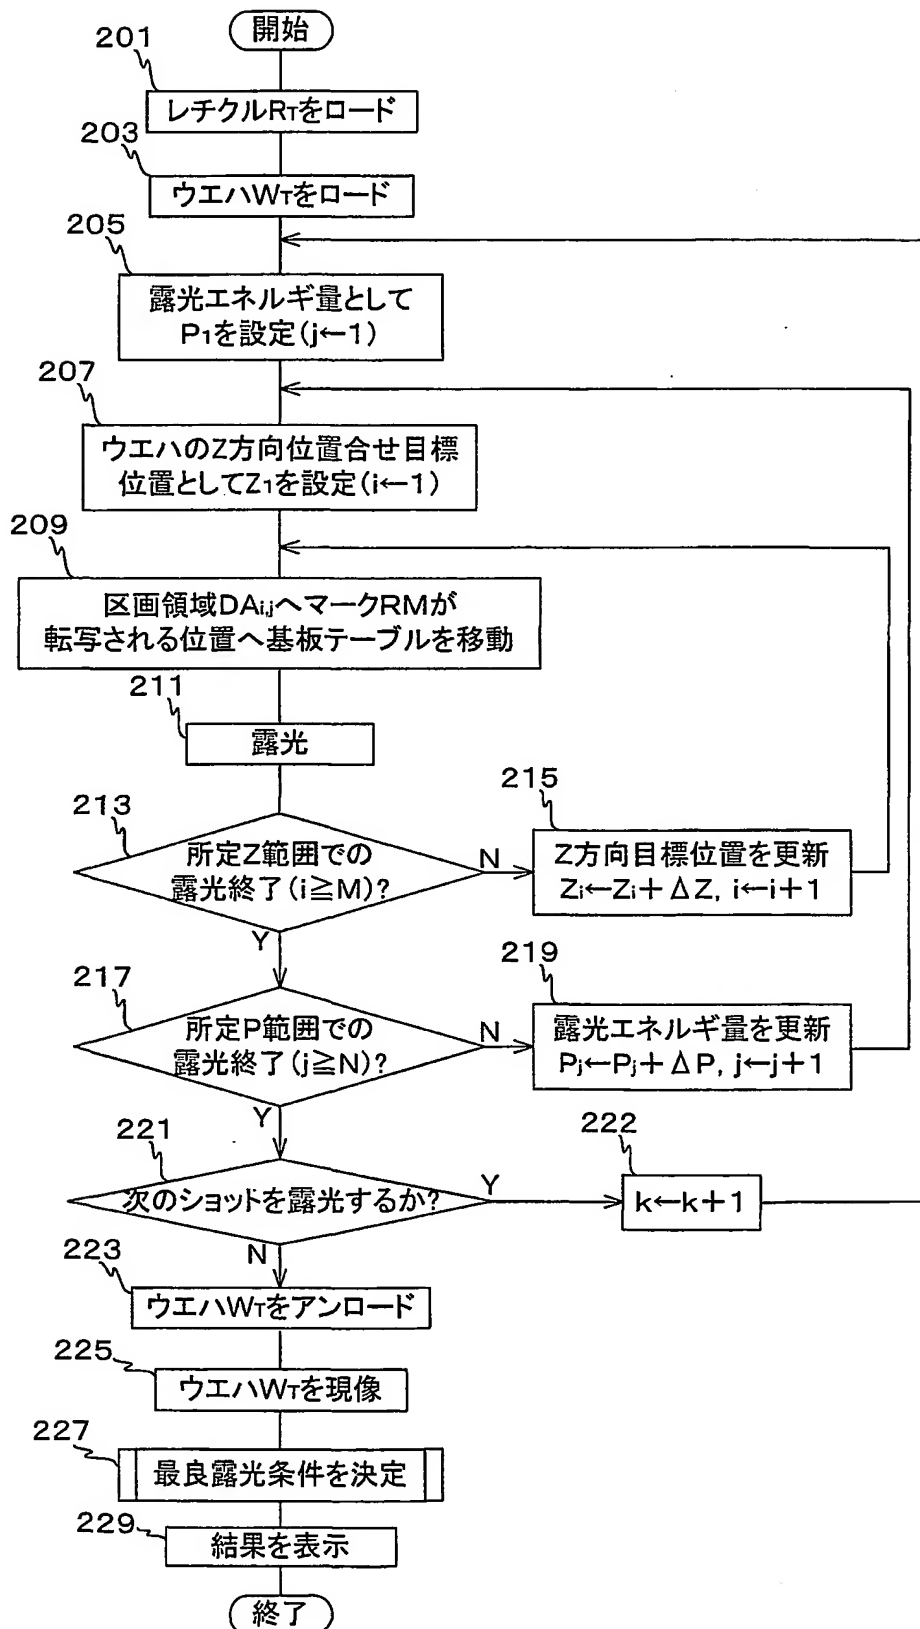 開始
201
レチクルRTをロード
203
ウエハWTをロード
205
露光エネルギ量として
P1を設定(j←1)
207
ウエハのZ方向位置合せ目標
位置としてZ1を設定(i←1)
209
区画領域DAi,jへマークRMが
転写される位置へ基板テーブルを移動
211
露光
213
所定Z範囲での
露光終了(i≧M)?
N
Y
215
Z方向目標位置を更新
Zi←Zi+ΔZ, i←i+1
217
所定P範囲での
露光終了(j≧N)?
N
Y
219
露光エネルギ量を更新
Pj←Pj+ΔP, j←j+1
221
次のショットを露光するか?
Y
N
222
k←k+1
223
ウエハWTをアンロード
225
ウエハWTを現像
227
最良露光条件を決定
229
結果を表示
終了